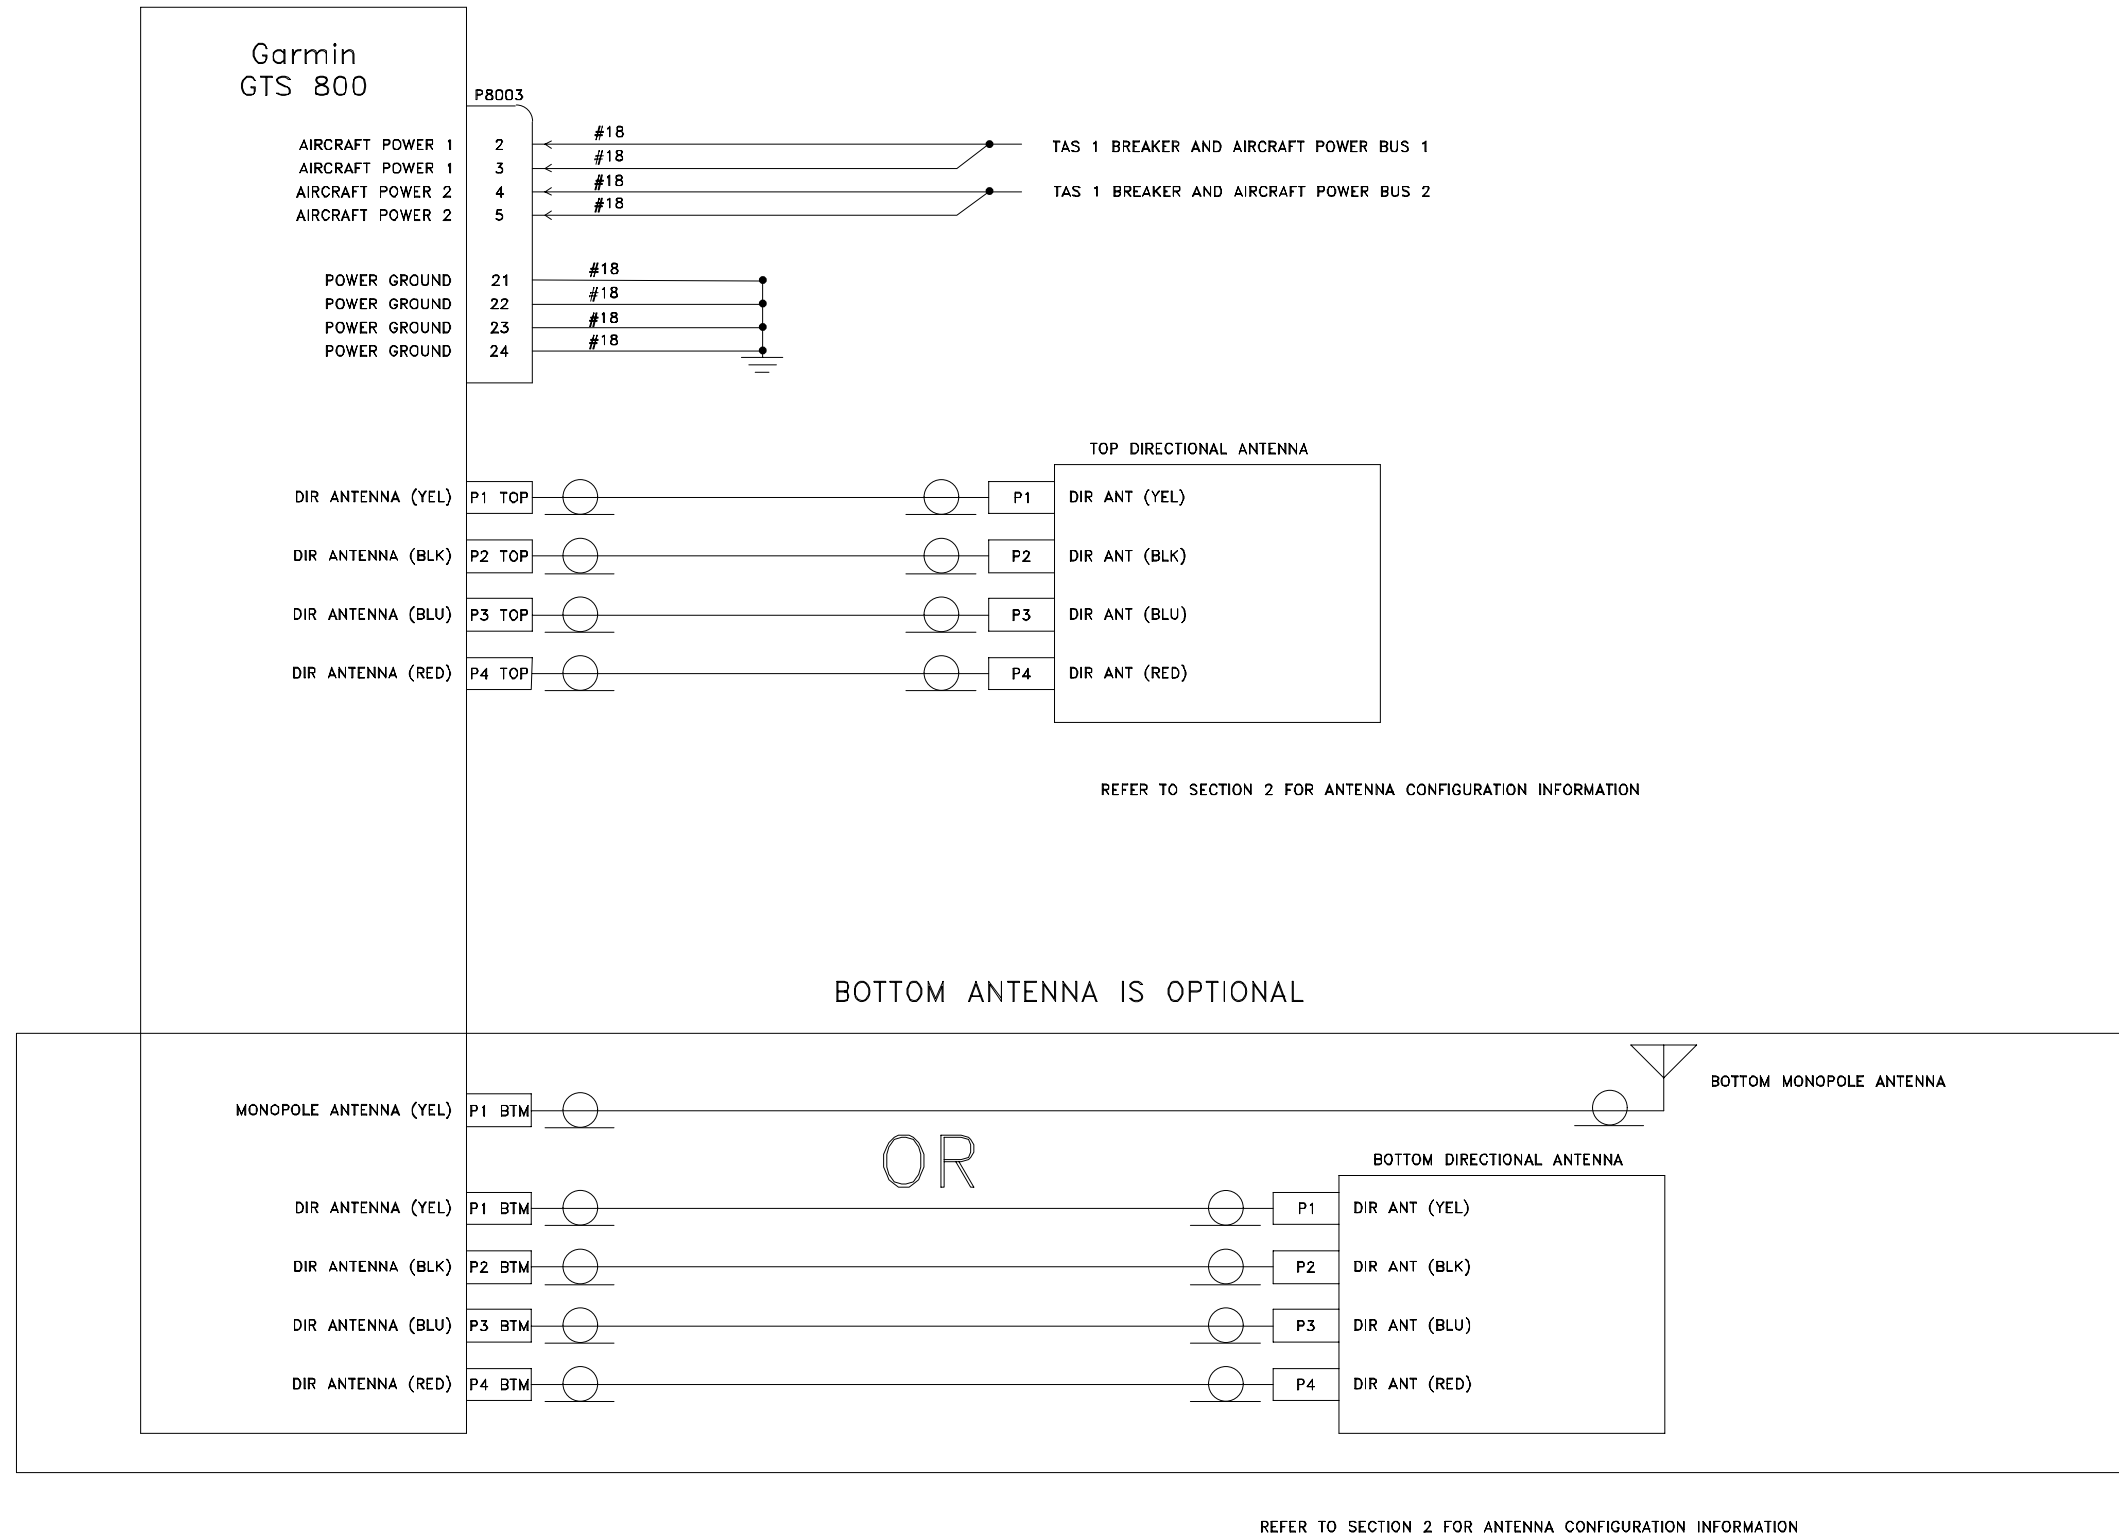 Garmin
GTS 800
P8003
AIRCRAFT POWER 1 2 #18 TAS 1 BREAKER AND AIRCRAFT POWER BUS 1
AIRCRAFT POWER 1 3 #18
AIRCRAFT POWER 2 4 #18 TAS 1 BREAKER AND AIRCRAFT POWER BUS 2
AIRCRAFT POWER 2 5 #18
POWER GROUND 21 #18
POWER GROUND 22 #18
POWER GROUND 23 #18
POWER GROUND 24 #18
TOP DIRECTIONAL ANTENNA
DIR ANTENNA (YEL) P1 TOP P1 DIR ANT (YEL)
DIR ANTENNA (BLK) P2 TOP P2 DIR ANT (BLK)
DIR ANTENNA (BLU) P3 TOP P3 DIR ANT (BLU)
DIR ANTENNA (RED) P4 TOP P4 DIR ANT (RED)
REFER TO SECTION 2 FOR ANTENNA CONFIGURATION INFORMATION
BOTTOM ANTENNA IS OPTIONAL
BOTTOM MONOPOLE ANTENNA
MONOPOLE ANTENNA (YEL) P1 BTM
OR
BOTTOM DIRECTIONAL ANTENNA
DIR ANTENNA (YEL) P1 BTM P1 DIR ANT (YEL)
DIR ANTENNA (BLK) P2 BTM P2 DIR ANT (BLK)
DIR ANTENNA (BLU) P3 BTM P3 DIR ANT (BLU)
DIR ANTENNA (RED) P4 BTM P4 DIR ANT (RED)
REFER TO SECTION 2 FOR ANTENNA CONFIGURATION INFORMATION